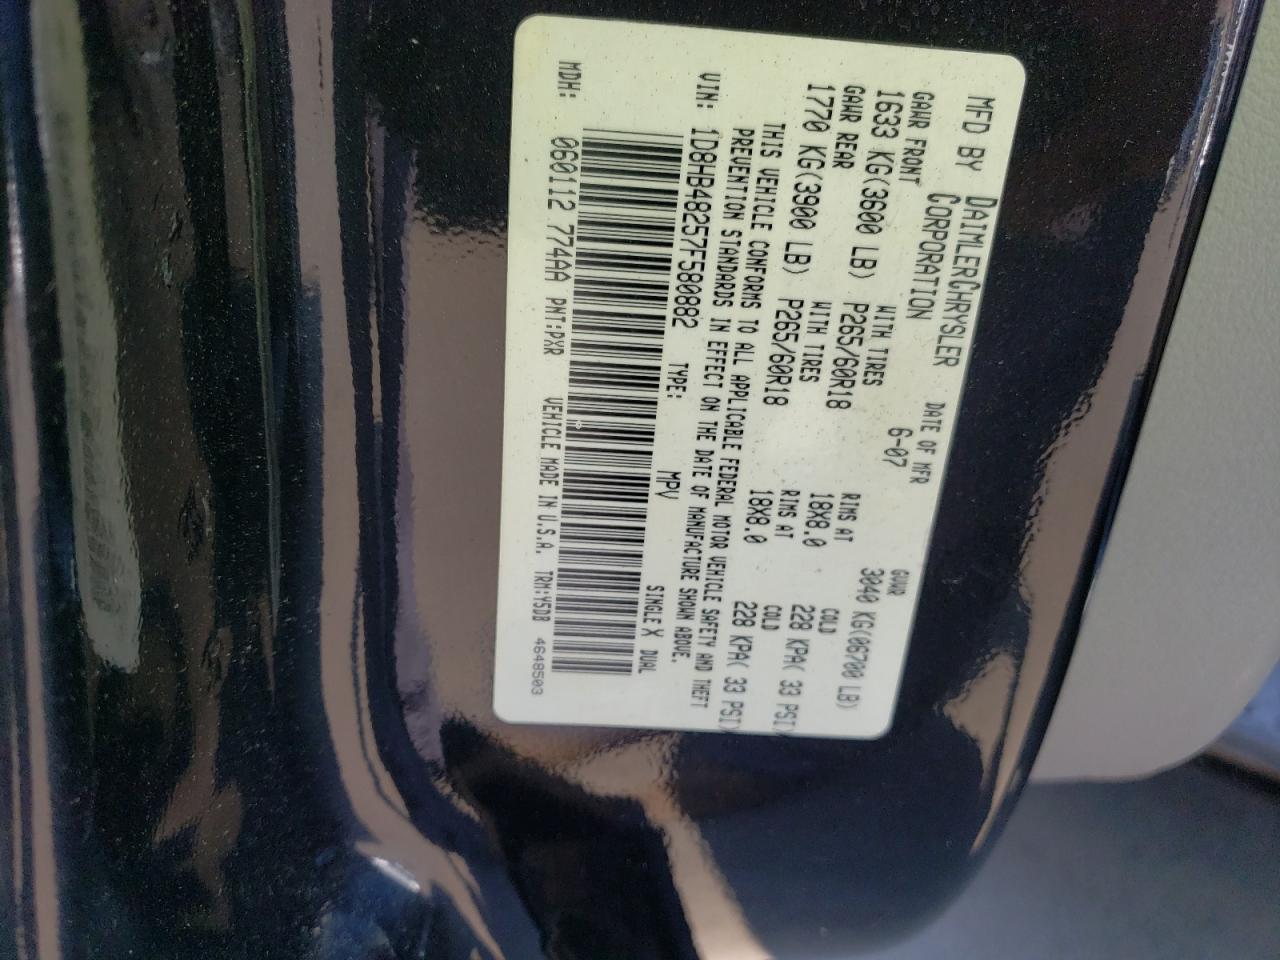 MFD BY DAIMLERCHRYSLER CORPORATION
DATE OF MFR 6-07
GVWR 3040 KG(06700 LB)
GAWR FRONT WITH TIRES RIMS AT COLD
1633 KG(3600 LB) P265/60R18 18X8.0 228 KPA( 33 PSI)
GAWR REAR WITH TIRES RIMS AT COLD
1770 KG(3900 LB) P265/60R18 18X8.0 228 KPA( 33 PSI)
THIS VEHICLE CONFORMS TO ALL APPLICABLE FEDERAL MOTOR VEHICLE SAFETY AND THEFT
PREVENTION STANDARDS IN EFFECT ON THE DATE OF MANUFACTURE SHOWN ABOVE.
VIN: 1D8HB48257F580882 TYPE: MPV SINGLE X DUAL
MDH: 060112 774AA PNT:PXR VEHICLE MADE IN U.S.A. TRM:Y5DB 4648503